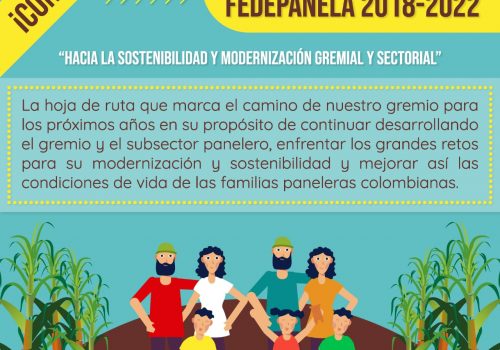 FEDEPANELA 2018-2022
“HACIA LA SOSTENIBILIDAD Y MODERNIZACIÓN GREMIAL Y SECTORIAL”
La hoja de ruta que marca el camino de nuestro gremio para
los próximos años en su propósito de continuar desarrollando
el gremio y el subsector panelero, enfrentar los grandes retos
para su modernización y sostenibilidad y mejorar así las
condiciones de vida de las familias paneleras colombianas.